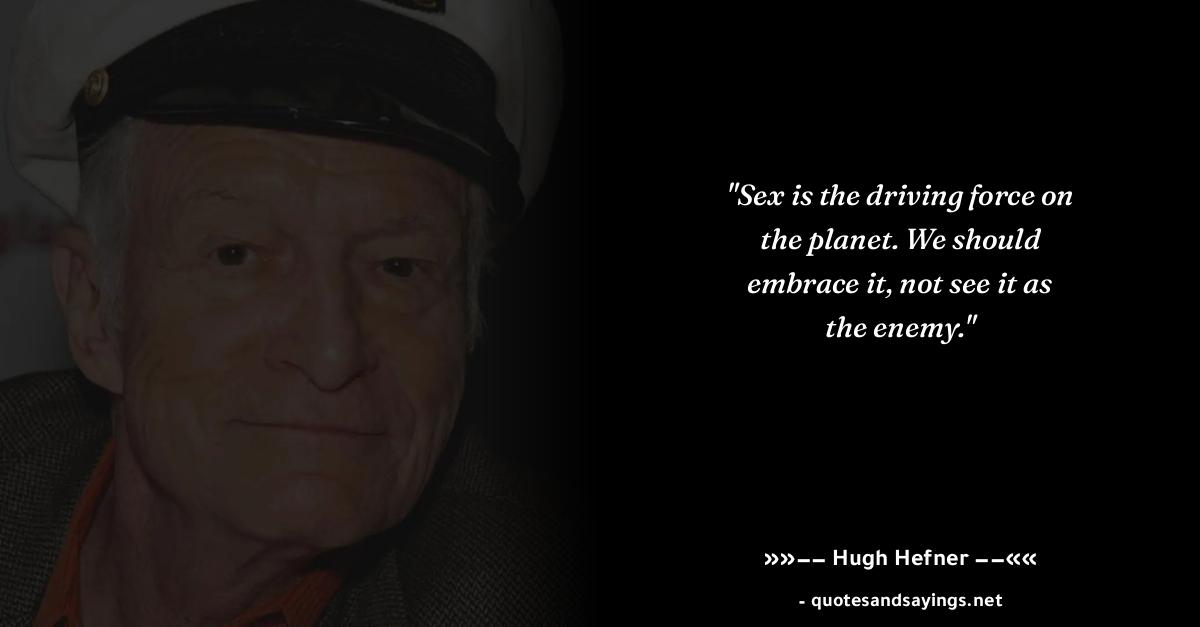 "Sex is the driving force on
the planet. We should
embrace it, not see it as
the enemy."
»»−− Hugh Hefner −−««
- quotesandsayings.net